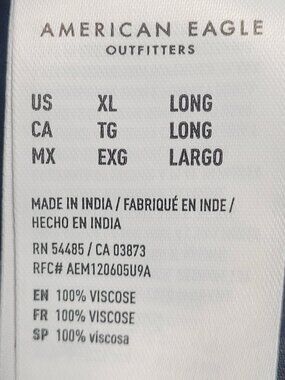 AMERICAN EAGLE
OUTFITTERS
US XL LONG
CA TG LONG
MX EXG LARGO
MADE IN INDIA / FABRIQUÉ EN INDE /
HECHO EN INDIA
RN 54485 / CA 03873
RFC# AEM120605U9A
EN 100% VISCOSE
FR 100% VISCOSE
SP 100% viscosa